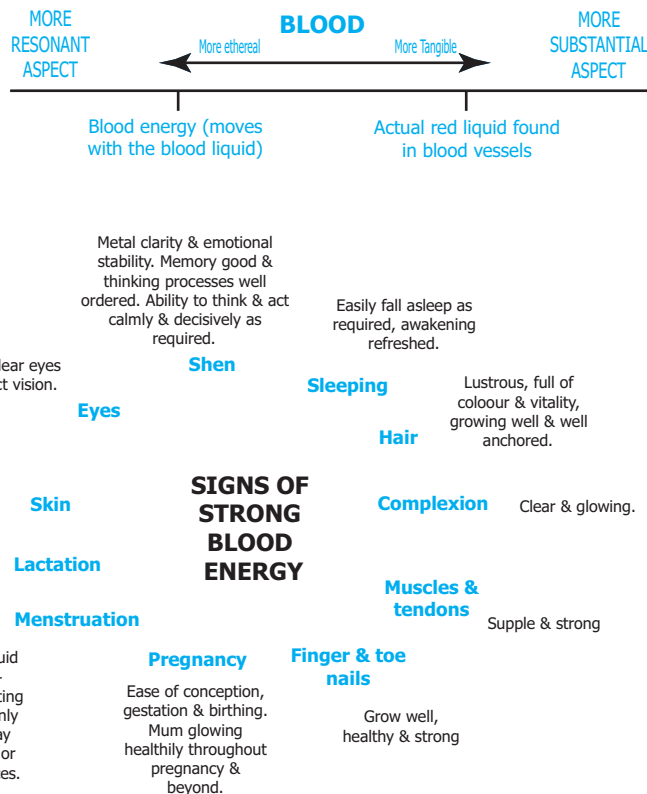 MORE
RESONANT
ASPECT
BLOOD
More ethereal
More Tangible
MORE
SUBSTANTIAL
ASPECT
Blood energy (moves
with the blood liquid)
Actual red liquid found
in blood vessels
Metal clarity & emotional
stability. Memory good &
thinking processes well
ordered. Ability to think & act
calmly & decisively as
required.
Shen
Easily fall asleep as
required, awakening
refreshed.
Sleeping
eyes
vision.
Eyes
Lustrous, full of
coloour & vitality,
growing well & well
anchored.
Hair
SIGNS OF
STRONG
BLOOD
ENERGY
Skin
Complexion
Clear & glowing.
Lactation
Muscles &
tendons
Supple & strong
Menstruation
or
Pregnancy
Ease of conception,
gestation & birthing.
Mum glowing
healthily throughout
pregnancy &
beyond.
Finger & toe
nails
Grow well,
healthy & strong